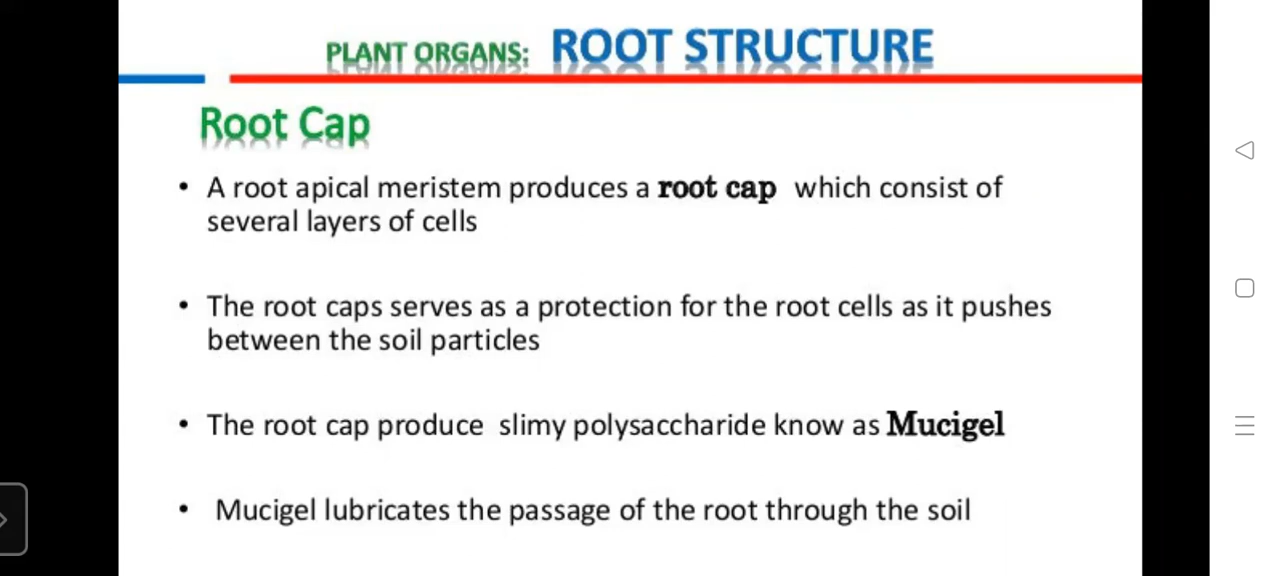 PLANT ORGANS: ROOT STRUCTURE
Root Cap
• A root apical meristem produces a root cap which consist of
several layers of cells
• The root caps serves as a protection for the root cells as it pushes
between the soil particles
• The root cap produce slimy polysaccharide know as Mucigel
• Mucigel lubricates the passage of the root through the soil